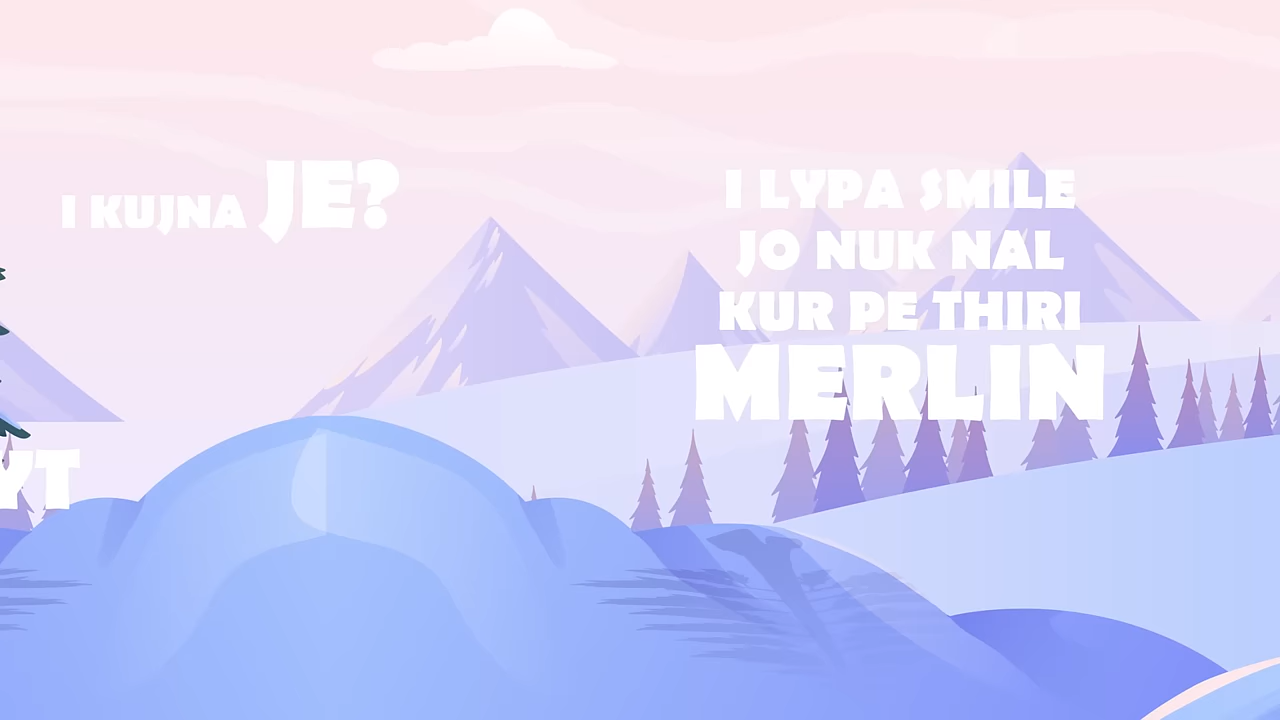 I KUJNA JE?
I LYPA SMILE
JO NUK NAL
KUR PE THIRI
MERLIN